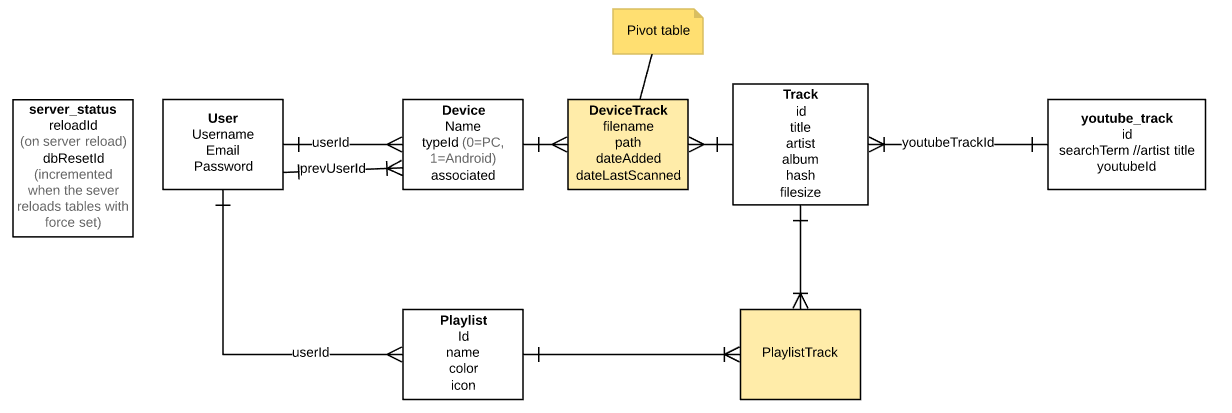 Pivot table
server_status
reloadId
(on server reload)
dbResetId
(incremented
when the sever
reloads tables with
force set)
User
Username
Email
Password
userId
prevUserId
Device
Name
typeId (0=PC,
1=Android)
associated
DeviceTrack
filename
path
dateAdded
dateLastScanned
Track
id
title
artist
album
hash
filesize
youtubeTrackId
youtube_track
id
searchTerm //artist title
youtubeId
userId
Playlist
Id
name
color
icon
PlaylistTrack